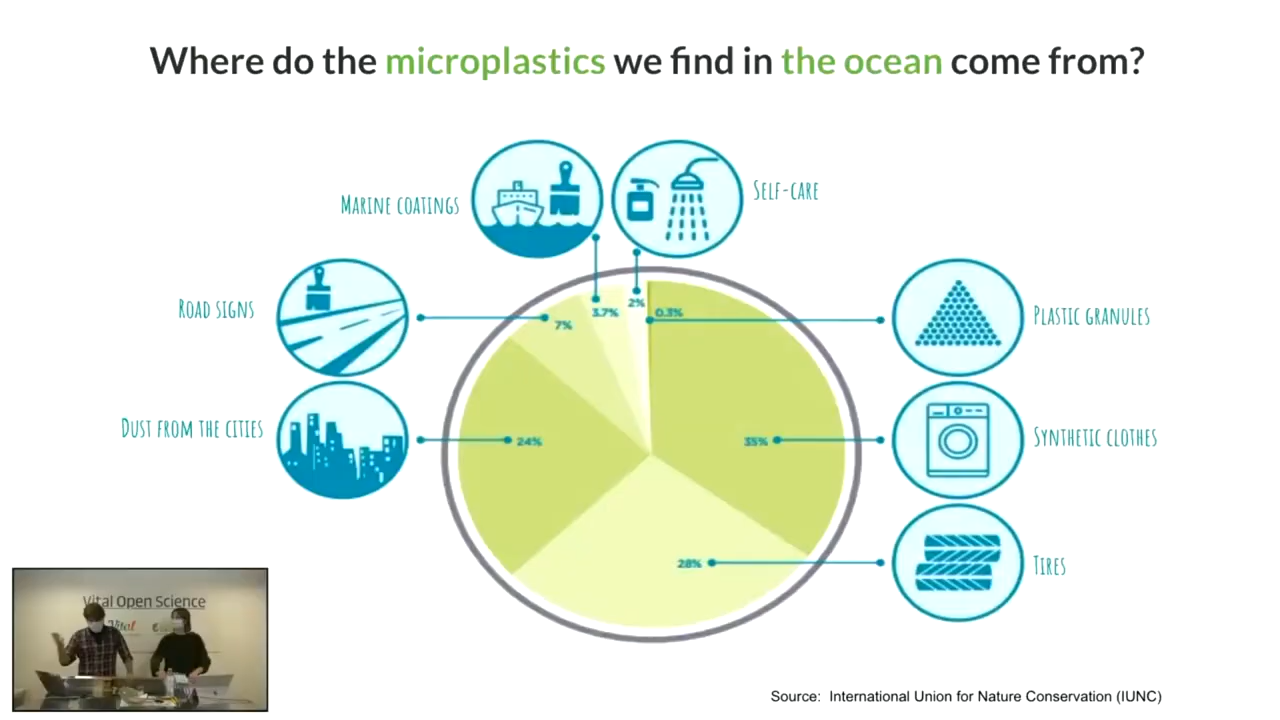 Where do the microplastics we find in the ocean come from?
MARINE COATINGS
SELF-CARE
ROAD SIGNS
PLASTIC GRANULES
3.7%
2%
0.3%
7%
DUST FROM THE CITIES
SYNTHETIC CLOTHES
24%
35%
28%
TIRES
Vital Open Science
Vital
Source: International Union for Nature Conservation (IUNC)